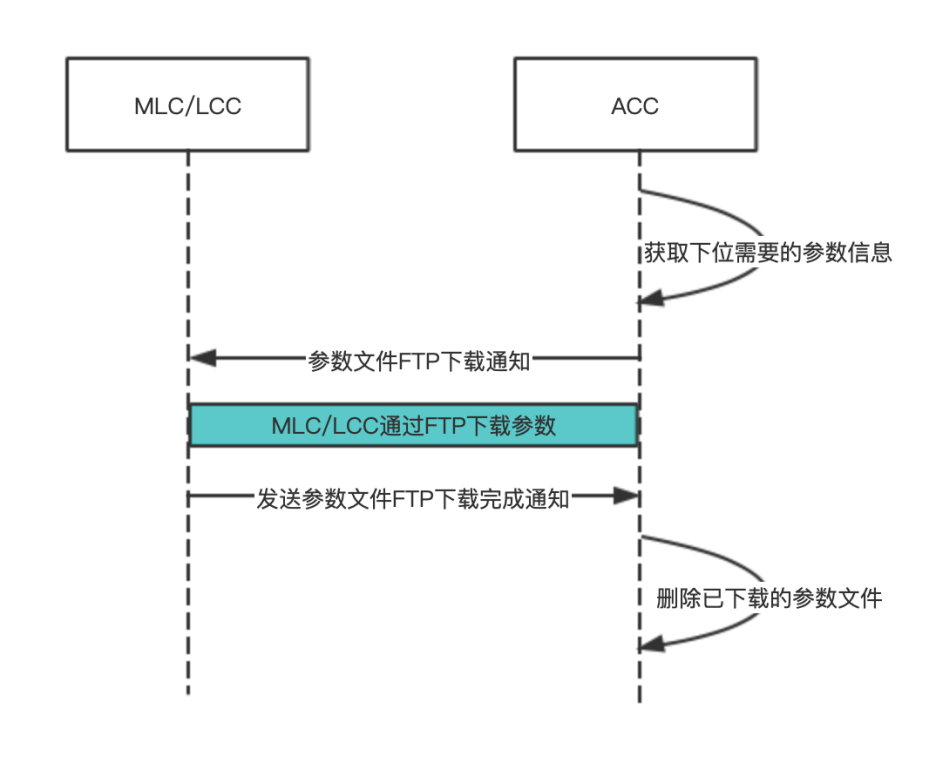 MLC/LCC
ACC
获取下位需要的参数信息
参数文件FTP下载通知
MLC/LCC通过FTP下载参数
发送参数文件FTP下载完成通知
删除已下载的参数文件